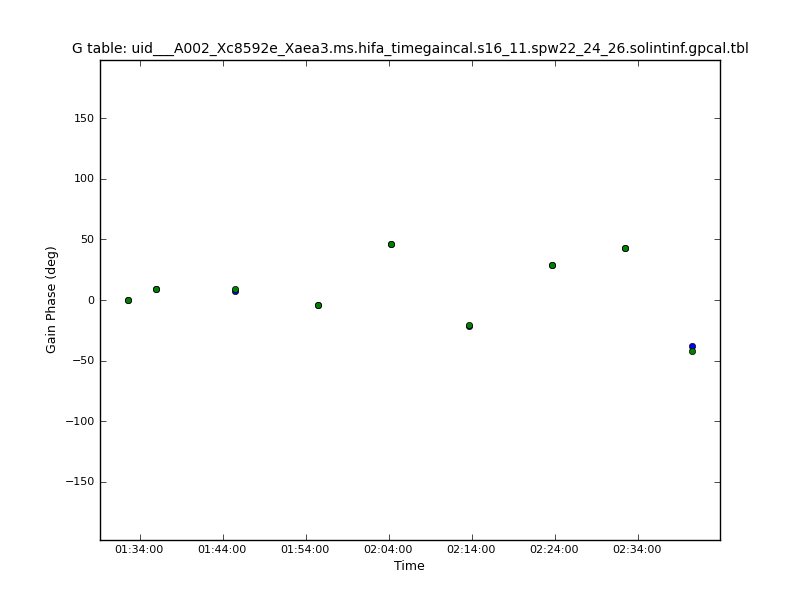 G table: uid___A002_Xc8592e_Xaea3.ms.hifa_timegaincal.s16_11.spw22_24_26.solintinf.gpcal.tbl
150
100
50
0
−50
−100
−150
Gain Phase (deg)
01:34:00 01:44:00 01:54:00 02:04:00 02:14:00 02:24:00 02:34:00
Time